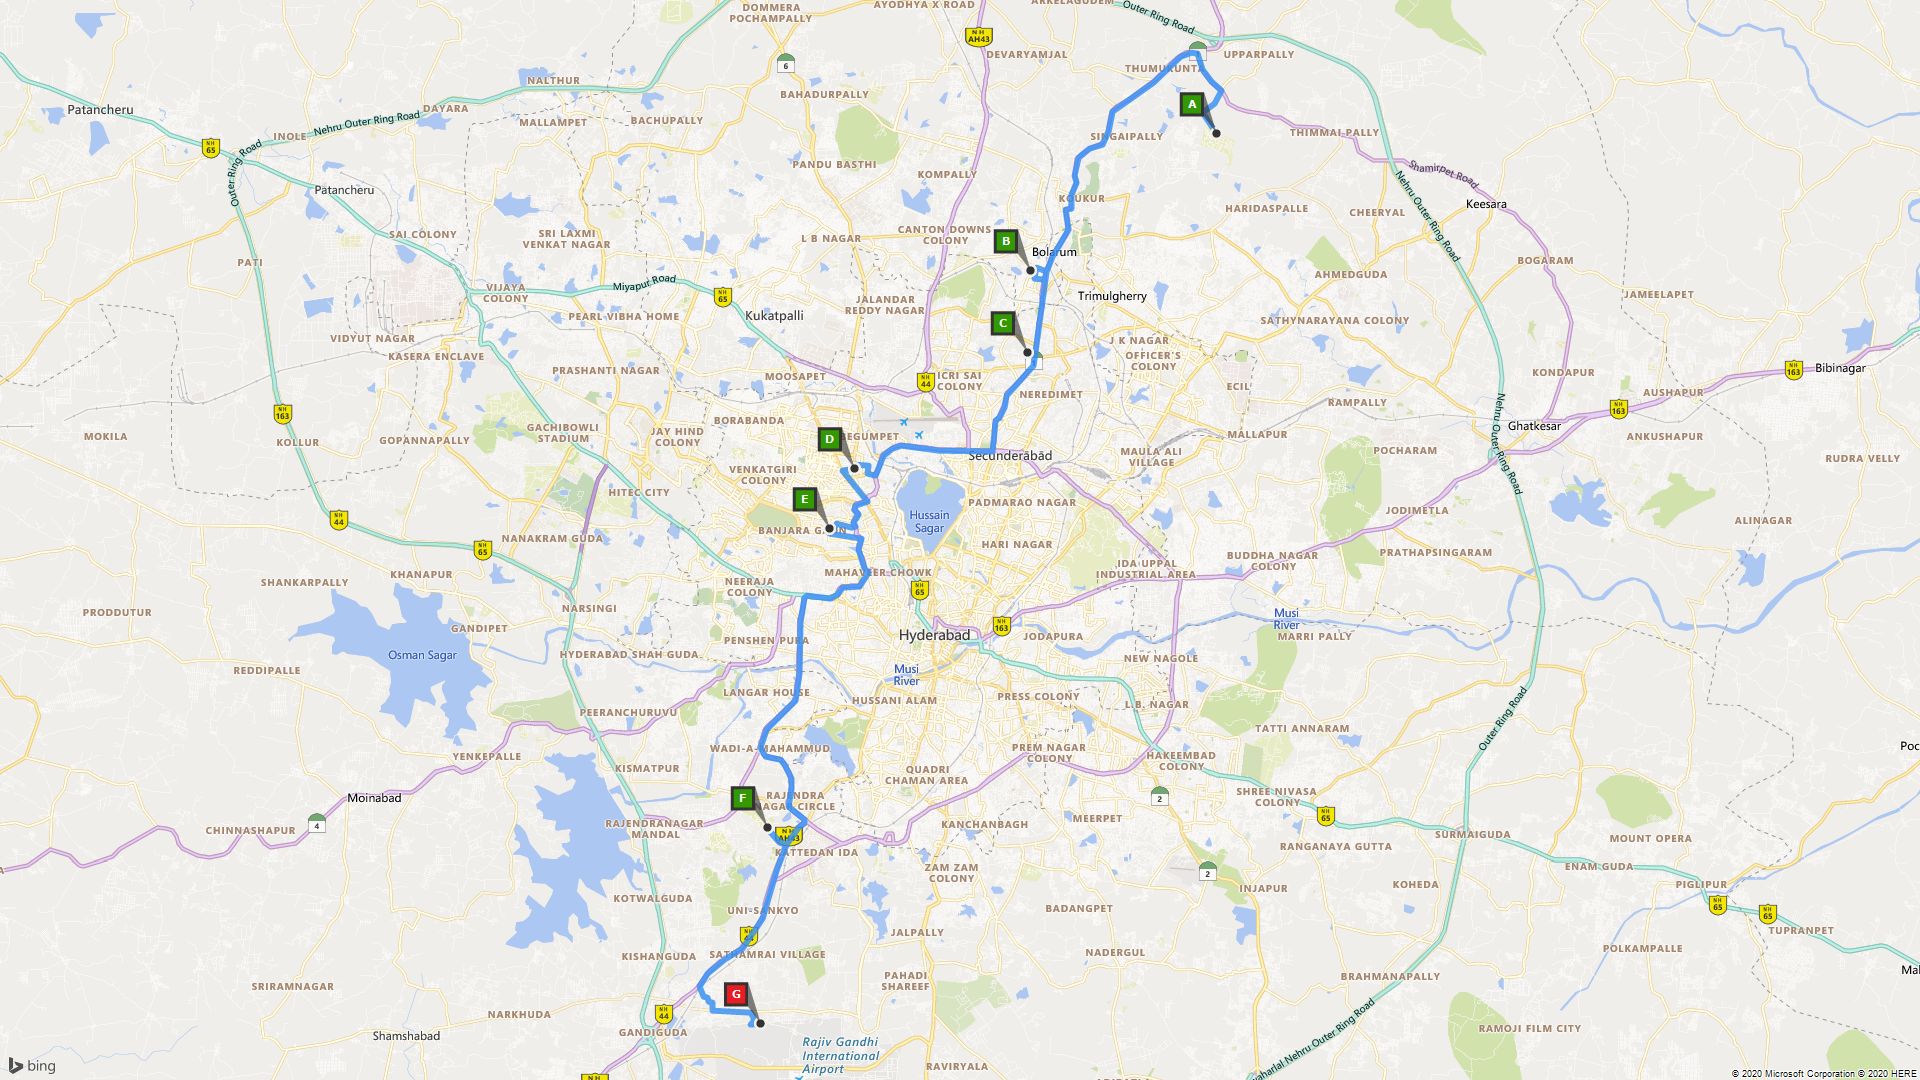 DOMMERA
POCHAMPALLY
AYODHYA X ROAD
ARKELAGUDEM
Outer Ring Road
NH
AH43
DEVARYAMJAL
UPPARPALLY
THUMUKUNTA
6
NALTHUR
BAHADURPALLY
Patancheru
DAYARA
A
Nehru Outer Ring Road
MALLAMPET
BACHUPALLY
INOLE
SINGAIPALLY
THIMMAI PALLY
NH
65
Outer Ring Road
PANDU BASTHI
KOMPALLY
Shamirpet Road
Nehru Outer Ring Road
Patancheru
KOUKUR
Keesara
HARIDASPALLE
CHEERYAL
SAI COLONY
SRI LAXMI
VENKAT NAGAR
L B NAGAR
CANTON DOWNS
COLONY
B
Bolarum
PATI
BOGARAM
AHMEDGUDA
VIJAYA
COLONY
Miyapur Road
NH
65
JALANDAR
REDDY NAGAR
Trimulgherry
JAMEELAPET
PEARL VIBHA HOME
Kukatpalli
C
SATHYNARAYANA COLONY
VIDYUT NAGAR
J K NAGAR
KASERA ENCLAVE
OFFICER'S
COLONY
PRASHANTI NAGAR
MOOSAPET
NH
44
ICRI SAI
COLONY
NH
163
Bibinagar
KONDAPUR
ECIL
NEREDIMET
AUSHAPUR
RAMPALLY
NH
163
NH
163
BORABANDA
Nehru Outer Ring Road
MOKILA
KOLLUR
GOPANNAPALLY
GACHIBOWLI
STADIUM
JAY HIND
COLONY
D
BEGUMPET
MALLAPUR
Ghatkesar
ANKUSHAPUR
Secunderabad
MAULA ALI
VILLAGE
POCHARAM
RUDRA VELLY
VENKATGIRI
COLONY
HITEC CITY
E
PADMARAO NAGAR
Hussain
Sagar
JODIMETLA
NH
44
ALINAGAR
BANJARA
NANAKRAM GUDA
HARI NAGAR
NH
65
BUDDHA NAGAR
COLONY
PRATHAPSINGARAM
IDA UPPAL
INDUSTRIAL AREA
SHANKARPALLY
KHANAPUR
NEERAJA
COLONY
MAHAVEER CHOWK
NH
65
PRODDUTUR
NARSINGI
Musi
River
GANDIPET
PENSHEN PURA
Hyderabad
NH
163
JODAPURA
MARRI PALLY
Osman Sagar
HYDERABAD SHAH GUDA
NEW NAGOLE
REDDIPALLE
Musi
River
LANGAR HOUSE
HUSSANI ALAM
PRESS COLONY
L.B. NAGAR
PEERANCHURUVU
Outer Ring Road
TATTI ANNARAM
WADI-A-MAHAMMUD
PREM NAGAR
COLONY
YENKEPALLE
HAKEEMBAD
COLONY
KISMATPUR
QUADRI
CHAMAN AREA
Moinabad
F
RAJENDRA
NAGAR CIRCLE
2
SHREE NIVASA
COLONY
NH
65
CHINNASHAPUR
4
RAJENDRANAGAR
MANDAL
KANCHANBAGH
MEERPET
NH
AH43
SURMAIGUDA
MOUNT OPERA
RANGANAYA GUTTA
KATTEDAN IDA
ZAM ZAM
COLONY
2
ENAM GUDA
INJAPUR
KOHEDA
PIGLIPUR
KOTWALGUDA
NH
65
NH
65
UNI-SANKYO
BADANGPET
JALPALLY
TUPRANPET
NH
KISHANGUDA
SATHAMRAI VILLAGE
NADERGUL
POLKAMPALLE
PAHADI
SHAREEF
BRAHMANAPALLY
SRIRAMNAGAR
G
NARKHUDA
NH
44
GANDIGUDA
RAMOJI FILM CITY
Shamshabad
Rajiv Gandhi
International
Airport
RAVIRYALA
Jawaharlal Nehru Outer Ring Road
bing
© 2020 Microsoft Corporation © 2020 HERE